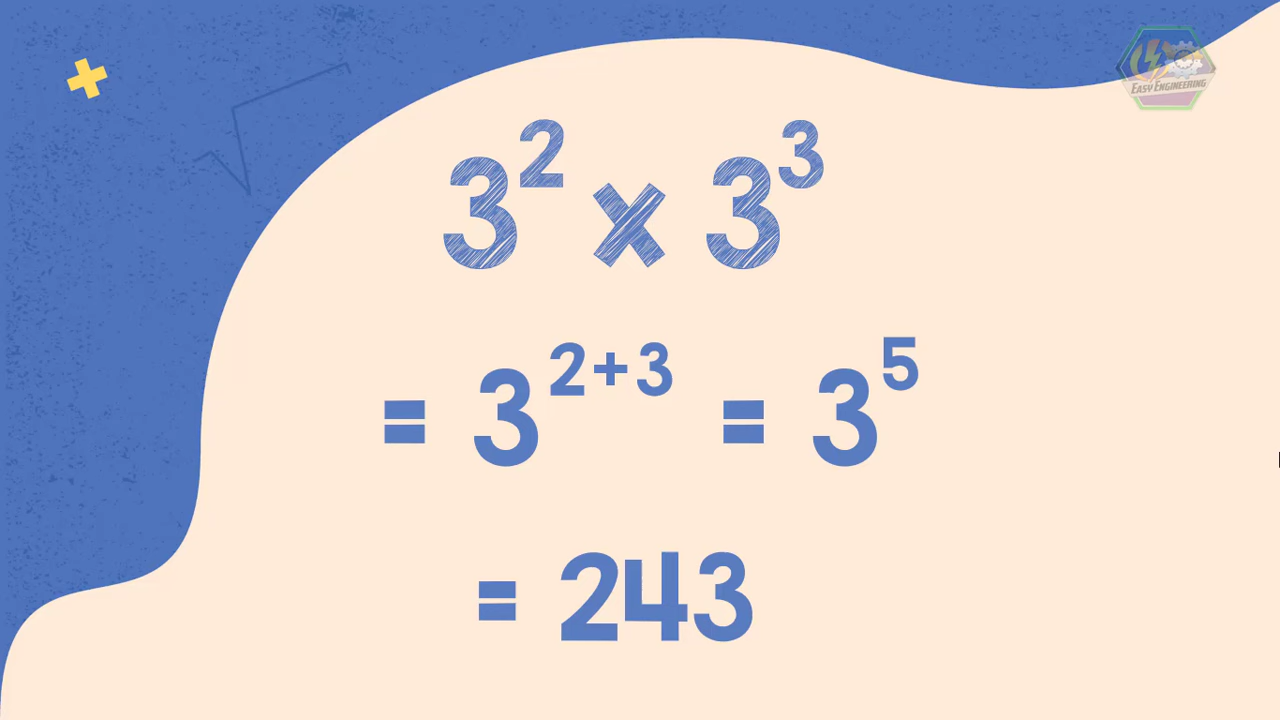 EASY ENGINEERING
3² × 3³
= 3²⁺³ = 3⁵
= 243